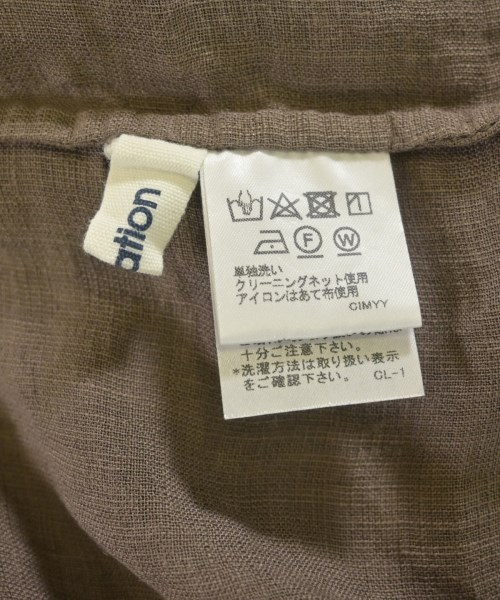 ation
F
W
単独洗い
クリーニングネット使用
アイロンはあて布使用
CIMYY
十分ご注意下さい。
*洗濯方法は取り扱い表示
をご確認下さい。 CL-1